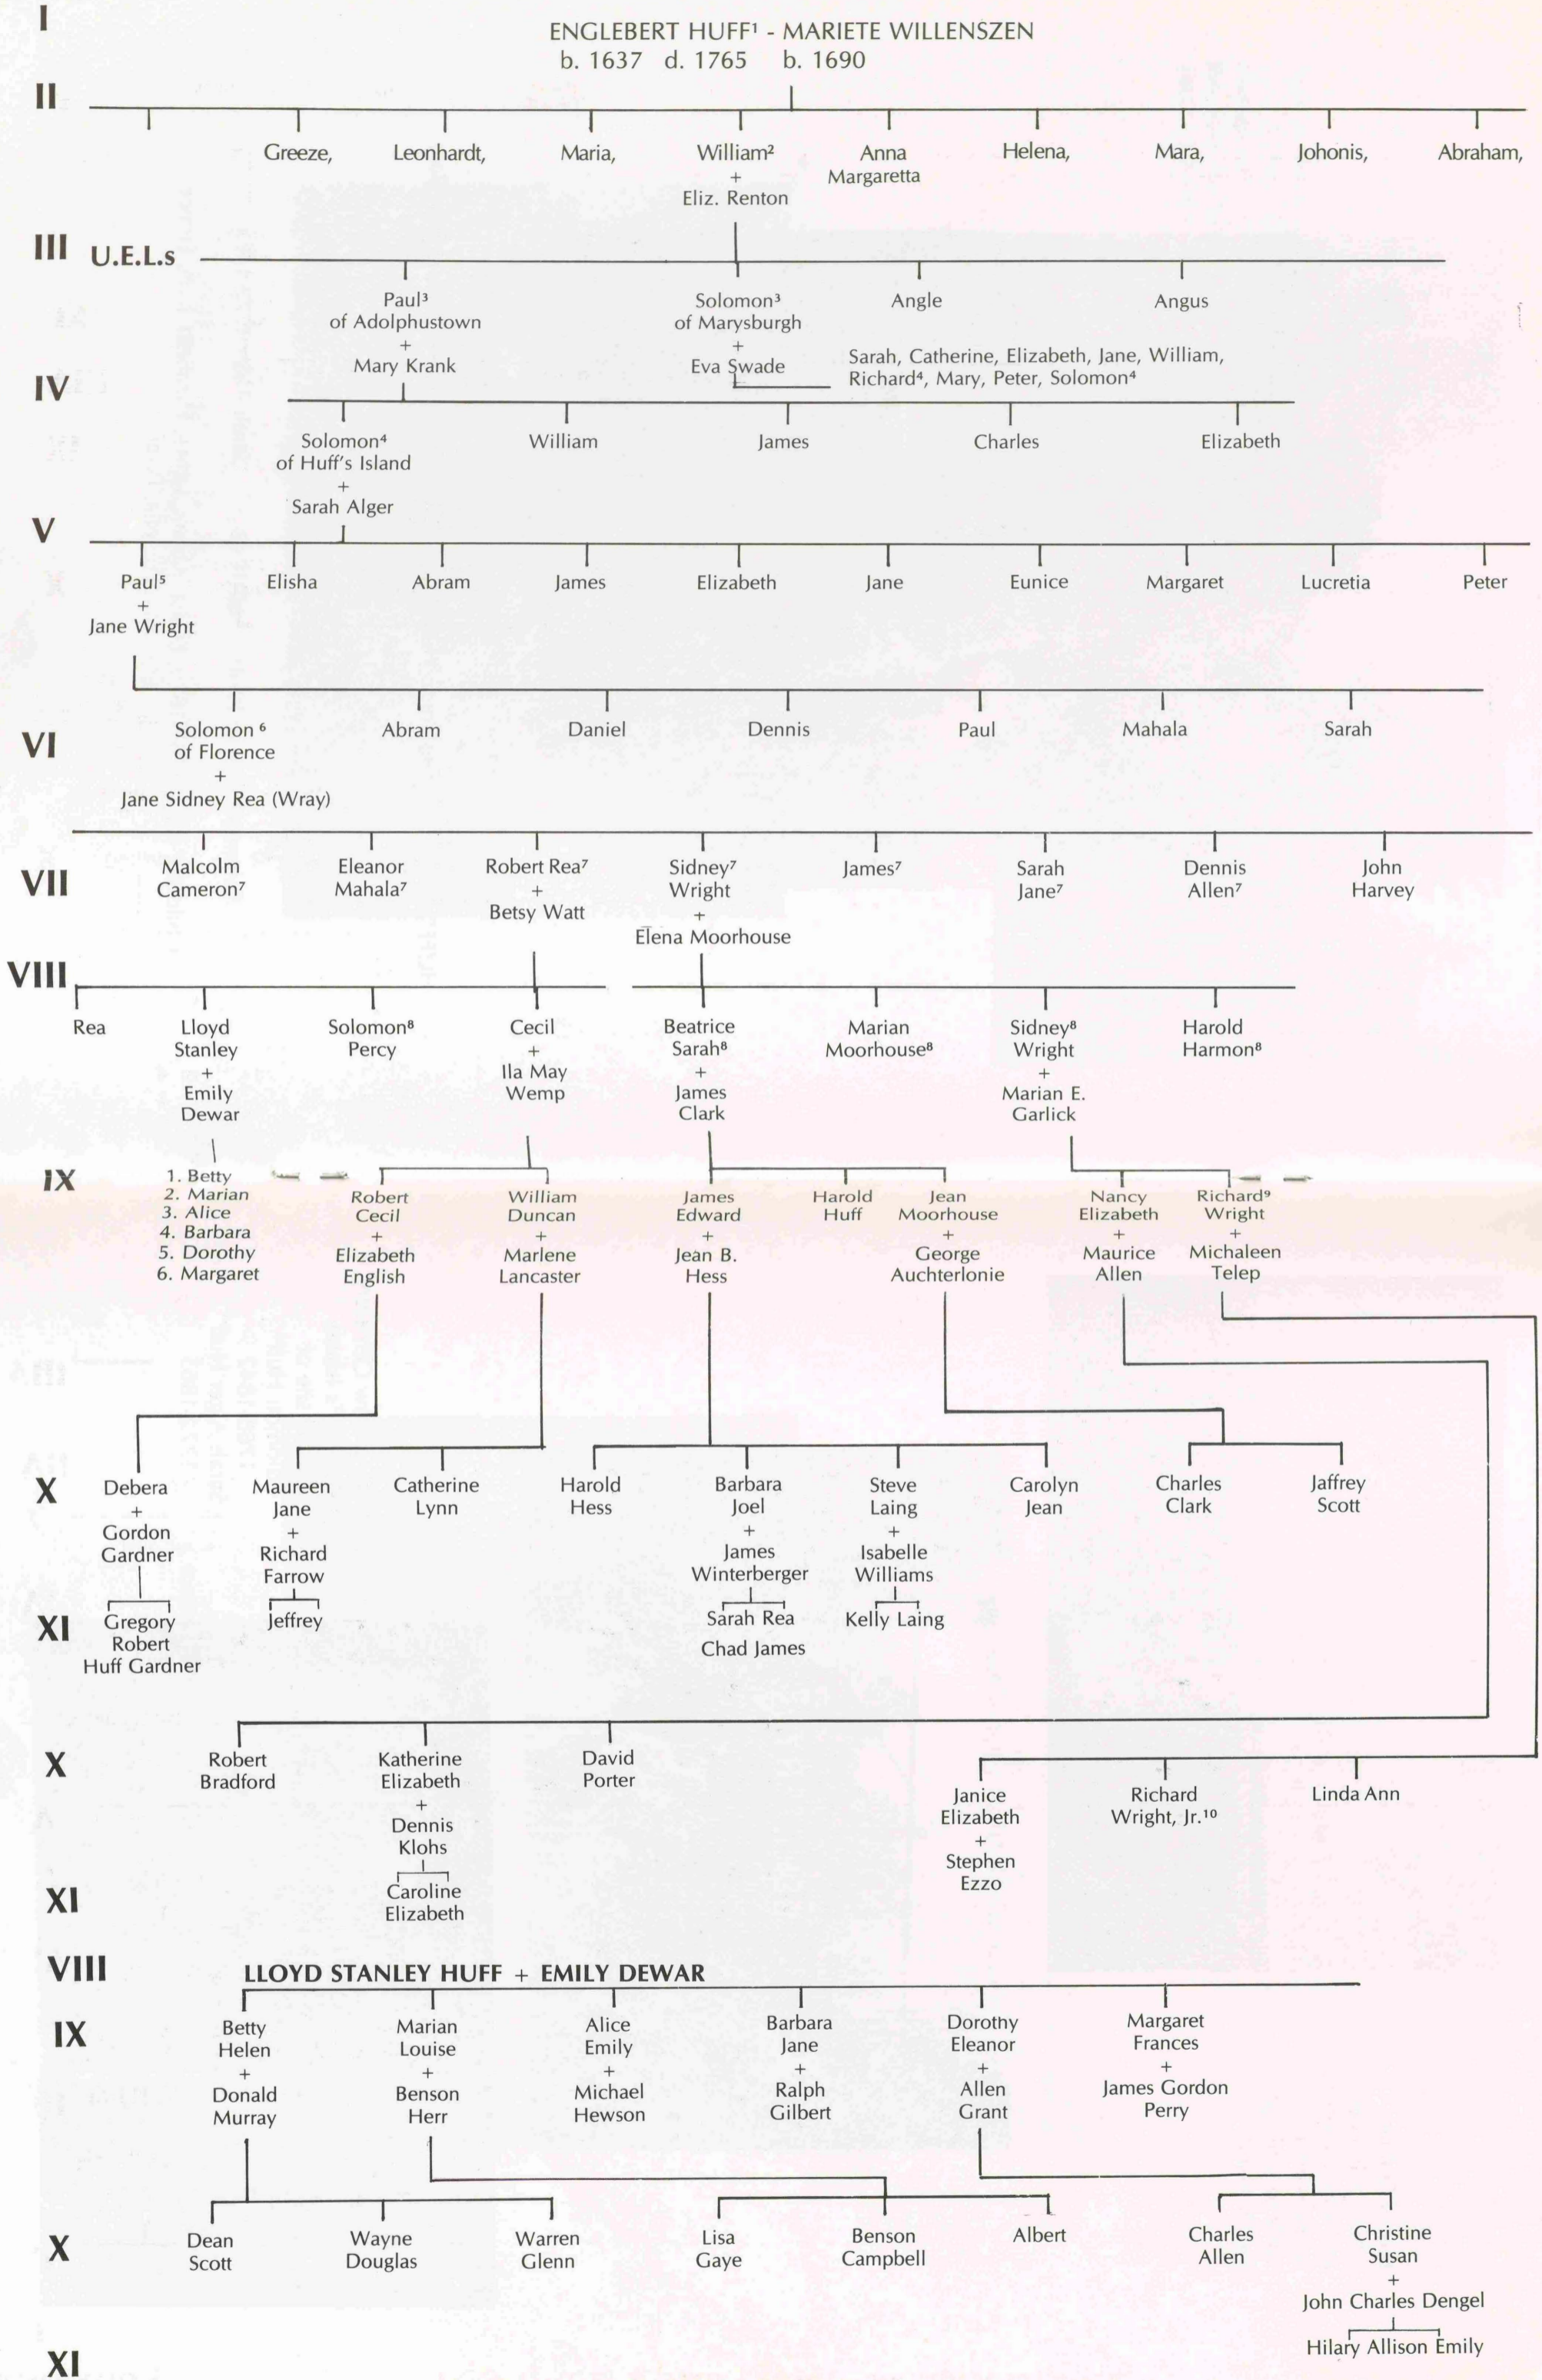 I
ENGLEBERT HUFF¹ - MARIETE WILLENSZEN
b. 1637 d. 1765 b. 1690
II
Greeze, Leonhardt, Maria, William² Anna Helena, Mara, Johonis, Abraham,
+ Margaretta
Eliz. Renton
III U.E.L.s
Paul³ Solomon³ Angle Angus
of Adolphustown of Marysburgh
+ +
Mary Krank Eva Swade
Sarah, Catherine, Elizabeth, Jane, William,
Richard⁴, Mary, Peter, Solomon⁴
IV
Solomon⁴ William James Charles Elizabeth
of Huff's Island
+
Sarah Alger
V
Paul⁵ Elisha Abram James Elizabeth Jane Eunice Margaret Lucretia Peter
+
Jane Wright
VI
Solomon ⁶ Abram Daniel Dennis Paul Mahala Sarah
of Florence
+
Jane Sidney Rea (Wray)
VII
Malcolm Eleanor Robert Rea⁷ Sidney⁷ James⁷ Sarah Dennis John
Cameron⁷ Mahala⁷ + Wright Jane⁷ Allen⁷ Harvey
Betsy Watt +
Elena Moorhouse
VIII
Rea Lloyd Solomon⁸ Cecil Beatrice Marian Sidney⁸ Harold
Stanley Percy + Sarah⁸ Moorhouse⁸ Wright Harmon⁸
+ Ila May + +
Emily Wemp James Marian E.
Dewar Clark Garlick
IX
1. Betty
2. Marian Robert William James Harold Jean Nancy Richard⁹
3. Alice Cecil Duncan Edward Huff Moorhouse Elizabeth Wright
4. Barbara + + + + + +
5. Dorothy Elizabeth Marlene Jean B. George Maurice Michaleen
6. Margaret English Lancaster Hess Auchterlonie Allen Telep
X
Debera Maureen Catherine Harold Barbara Steve Carolyn Charles Jaffrey
+ Jane Lynn Hess Joel Laing Jean Clark Scott
Gordon + + +
Gardner Richard James Isabelle
Farrow Winterberger Williams
XI
Gregory Jeffrey Sarah Rea Kelly Laing
Robert Chad James
Huff Gardner
X
Robert Katherine David
Bradford Elizabeth Porter
+
Dennis
Klohs
Janice Richard Linda Ann
Elizabeth Wright, Jr.¹⁰
+
Stephen
Ezzo
XI
Caroline
Elizabeth
VIII
LLOYD STANLEY HUFF + EMILY DEWAR
IX
Betty Marian Alice Barbara Dorothy Margaret
Helen Louise Emily Jane Eleanor Frances
+ + + + + +
Donald Benson Michael Ralph Allen James Gordon
Murray Herr Hewson Gilbert Grant Perry
X
Dean Wayne Warren Lisa Benson Albert Charles Christine
Scott Douglas Glenn Gaye Campbell Allen Susan
+
John Charles Dengel
XI
Hilary Allison Emily